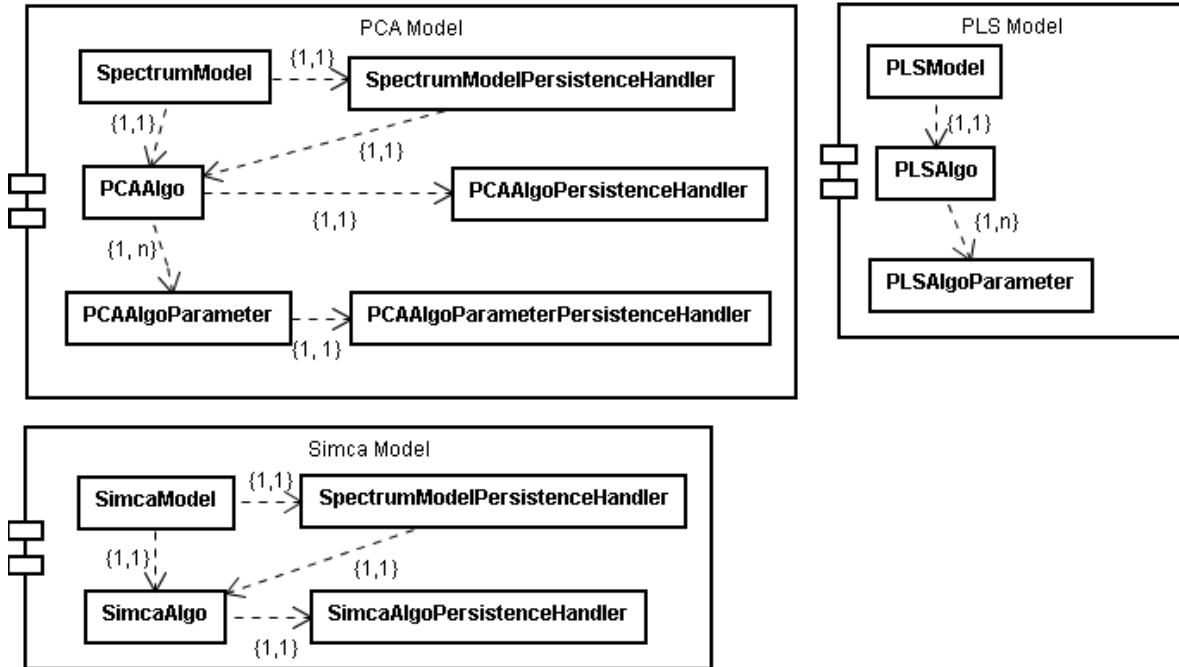 PCA Model
SpectrumModel
{1,1}
SpectrumModelPersistenceHandler
{1,1}
{1,1}
PCAAlgo
PCAAlgoPersistenceHandler
{1,1}
{1, n}
PCAAlgoParameter
PCAAlgoParameterPersistenceHandler
{1, 1}
PLS Model
PLSModel
{1,1}
PLSAlgo
{1,n}
PLSAlgoParameter
Simca Model
SimcaModel
{1,1}
SpectrumModelPersistenceHandler
{1,1}
{1,1}
SimcaAlgo
SimcaAlgoPersistenceHandler
{1,1}